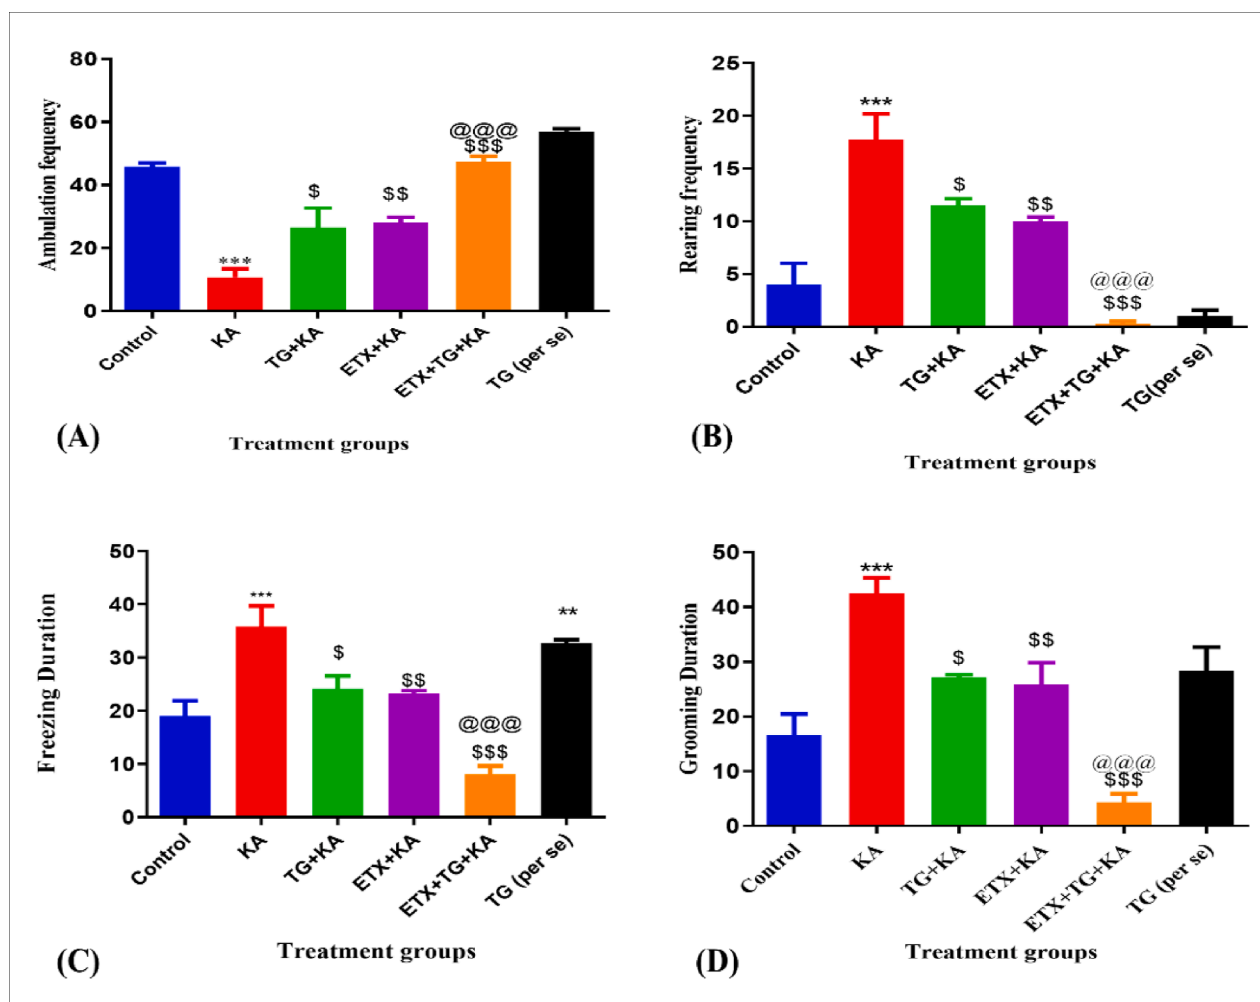 80
60
40
20
0
Ambulation fequency
***
$
$$
@@@
$$$
Control
KA
TG+KA
ETX+KA
ETX+TG+KA
TG (per se)
(A)
Treatment groups
25
20
15
10
5
0
Rearing frequency
***
$
$$
@@@
$$$
Control
KA
TG+KA
ETX+KA
ETX+TG+KA
TG(per se)
(B)
Treatment groups
50
40
30
20
10
0
Freezing Duration
***
$
$$
@@@
$$$
**
Control
KA
TG+KA
ETX+KA
ETX+TG+KA
TG (per se)
(C)
Treatment groups
50
40
30
20
10
0
Grooming Duration
***
$
$$
@@@
$$$
Control
KA
TG+KA
ETX+KA
ETX+TG+KA
TG (per se)
(D)
Treatment groups